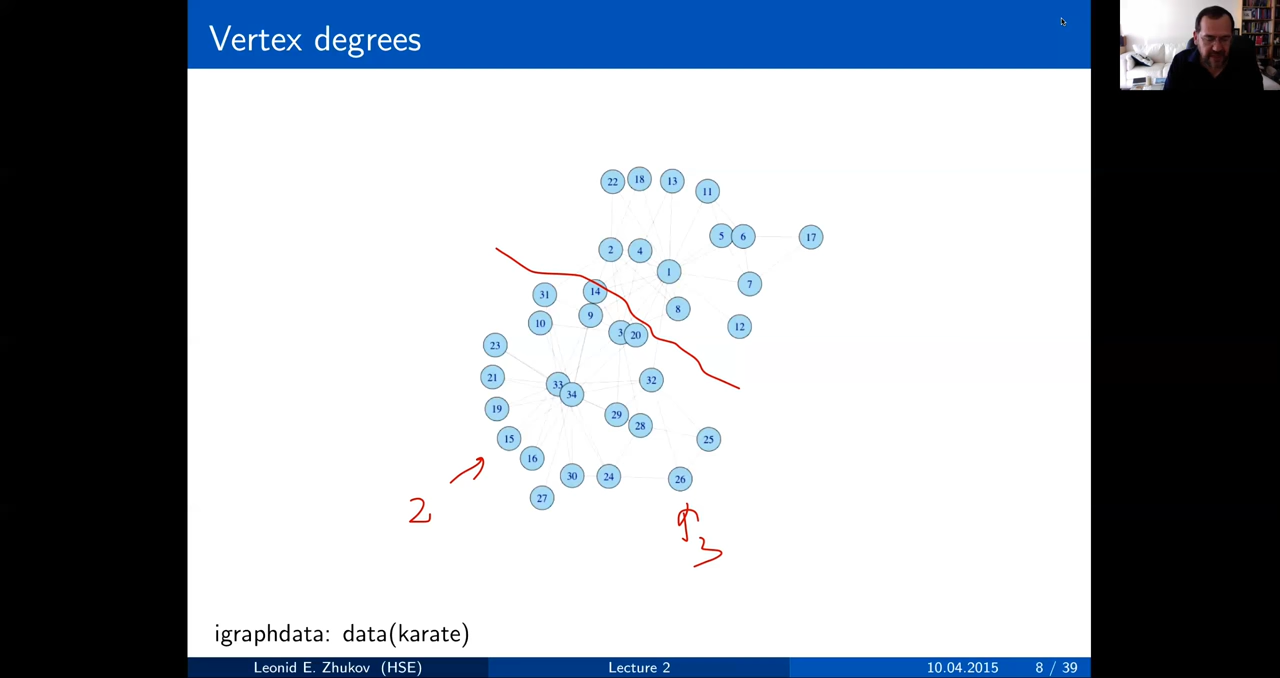 Vertex degrees
22 18 13 11
5 6 17
2 4
1
7
31 14
8
9
10
3 20 12
23
21 33 32
34
19
29
28
15 25
16
30 24 26
27
2
3
igraphdata: data(karate)
Leonid E. Zhukov (HSE) Lecture 2 10.04.2015 8 / 39